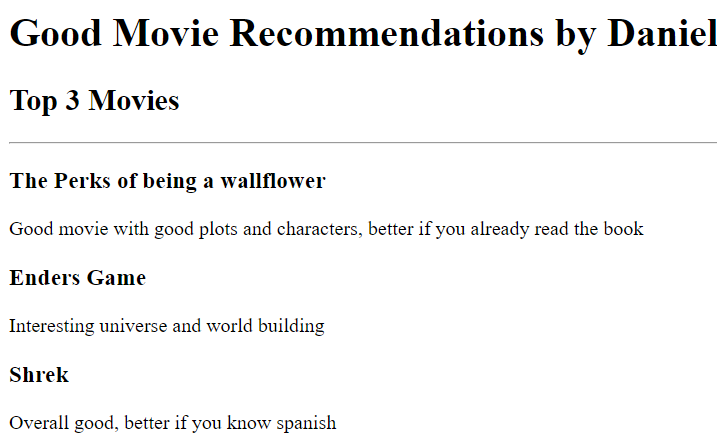 Good Movie Recommendations by Daniel
Top 3 Movies
The Perks of being a wallflower
Good movie with good plots and characters, better if you already read the book
Enders Game
Interesting universe and world building
Shrek
Overall good, better if you know spanish